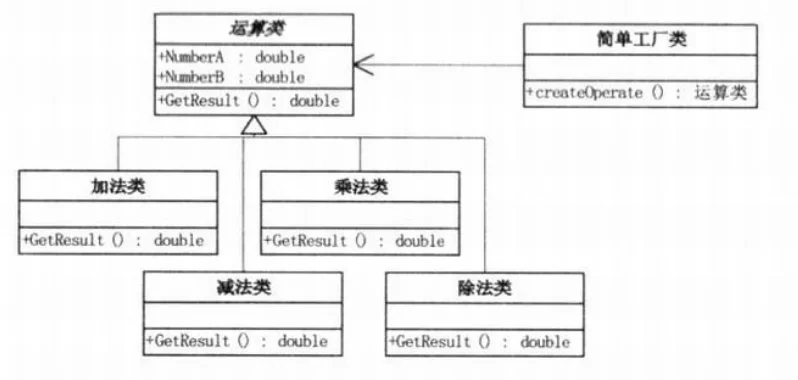 运算类
+NumberA : double
+NumberB : double
+GetResult () : double
简单工厂类
+createOperate () : 运算类
加法类
+GetResult () : double
乘法类
+GetResult () : double
减法类
+GetResult () : double
除法类
+GetResult () : double